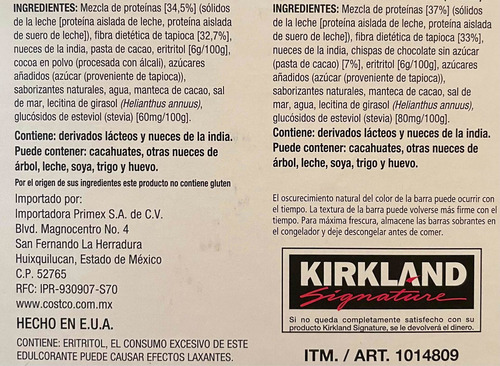 INGREDIENTES: Mezcla de proteínas [34,5%] (sólidos
de la leche [proteína aislada de leche, proteína aislada
de suero de leche]), fibra dietética de tapioca [32,7%],
nueces de la india, pasta de cacao, eritritol [6g/100g],
cocoa en polvo (procesada con álcali), azúcares
añadidos (azúcar (proveniente de tapioca)),
saborizantes naturales, agua, manteca de cacao, sal
de mar, lecitina de girasol (Helianthus annuus),
glucósidos de esteviol (stevia) [60mg/100g].
Contiene: derivados lácteos y nueces de la india.
Puede contener: cacahuates, otras nueces de
árbol, leche, soya, trigo y huevo.
Por el origen de sus ingredientes este producto no contiene gluten
Importado por:
Importadora Primex S.A. de C.V.
Blvd. Magnocentro No. 4
San Fernando La Herradura
Huixquilucan, Estado de México
C.P. 52765
RFC: IPR-930907-S70
www.costco.com.mx
HECHO EN E.U.A.
CONTIENE: ERITRITOL, EL CONSUMO EXCESIVO DE ESTE
EDULCORANTE PUEDE CAUSAR EFECTOS LAXANTES.
INGREDIENTES: Mezcla de proteínas [37%] (sólidos
de la leche [proteína aislada de leche, proteína aislada
de suero de leche]), fibra dietética de tapioca [33%],
nueces de la india, chispas de chocolate sin azúcar
(pasta de cacao) [7%], eritritol [6g/100g], azúcares
añadidos (azúcar (proveniente de tapioca)),
saborizantes naturales, manteca de cacao, sal
de mar, agua, lecitina de girasol (Helianthus annuus),
glucósidos de esteviol (stevia) [80mg/100g].
Contiene: derivados lácteos y nueces de la india.
Puede contener: cacahuates, otras nueces de
árbol, leche, soya, trigo y huevo.
El oscurecimiento natural del color de la barra puede ocurrir con
el tiempo. La textura de la barra puede volverse más firme con el
tiempo. Para máxima frescura, almacene las barras sobrantes en
el congelador y deje descongelar antes de comer.
KIRKLAND
Signature
Si no queda completamente satisfecho con su
producto Kirkland Signature, se le devolverá el dinero.
ITM. / ART. 1014809